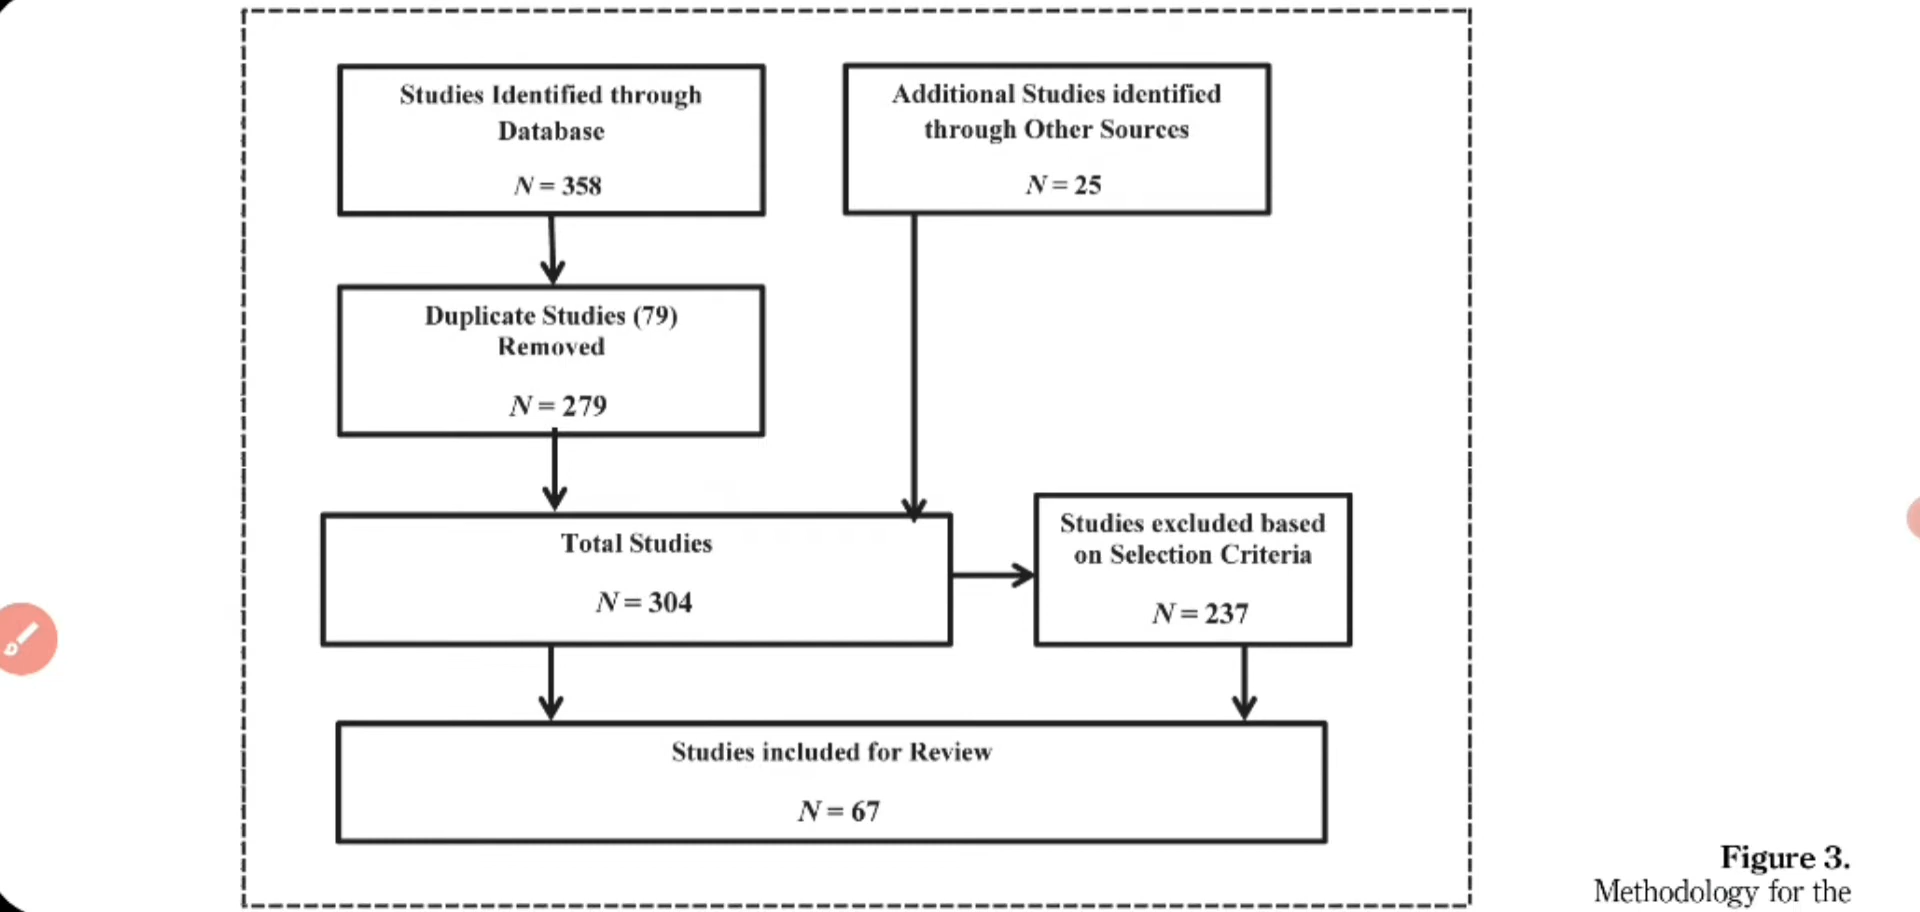 Studies Identified through
Database
N = 358
Additional Studies identified
through Other Sources
N = 25
Duplicate Studies (79)
Removed
N = 279
Total Studies
N = 304
Studies excluded based
on Selection Criteria
N = 237
Studies included for Review
N = 67
Figure 3.
Methodology for the